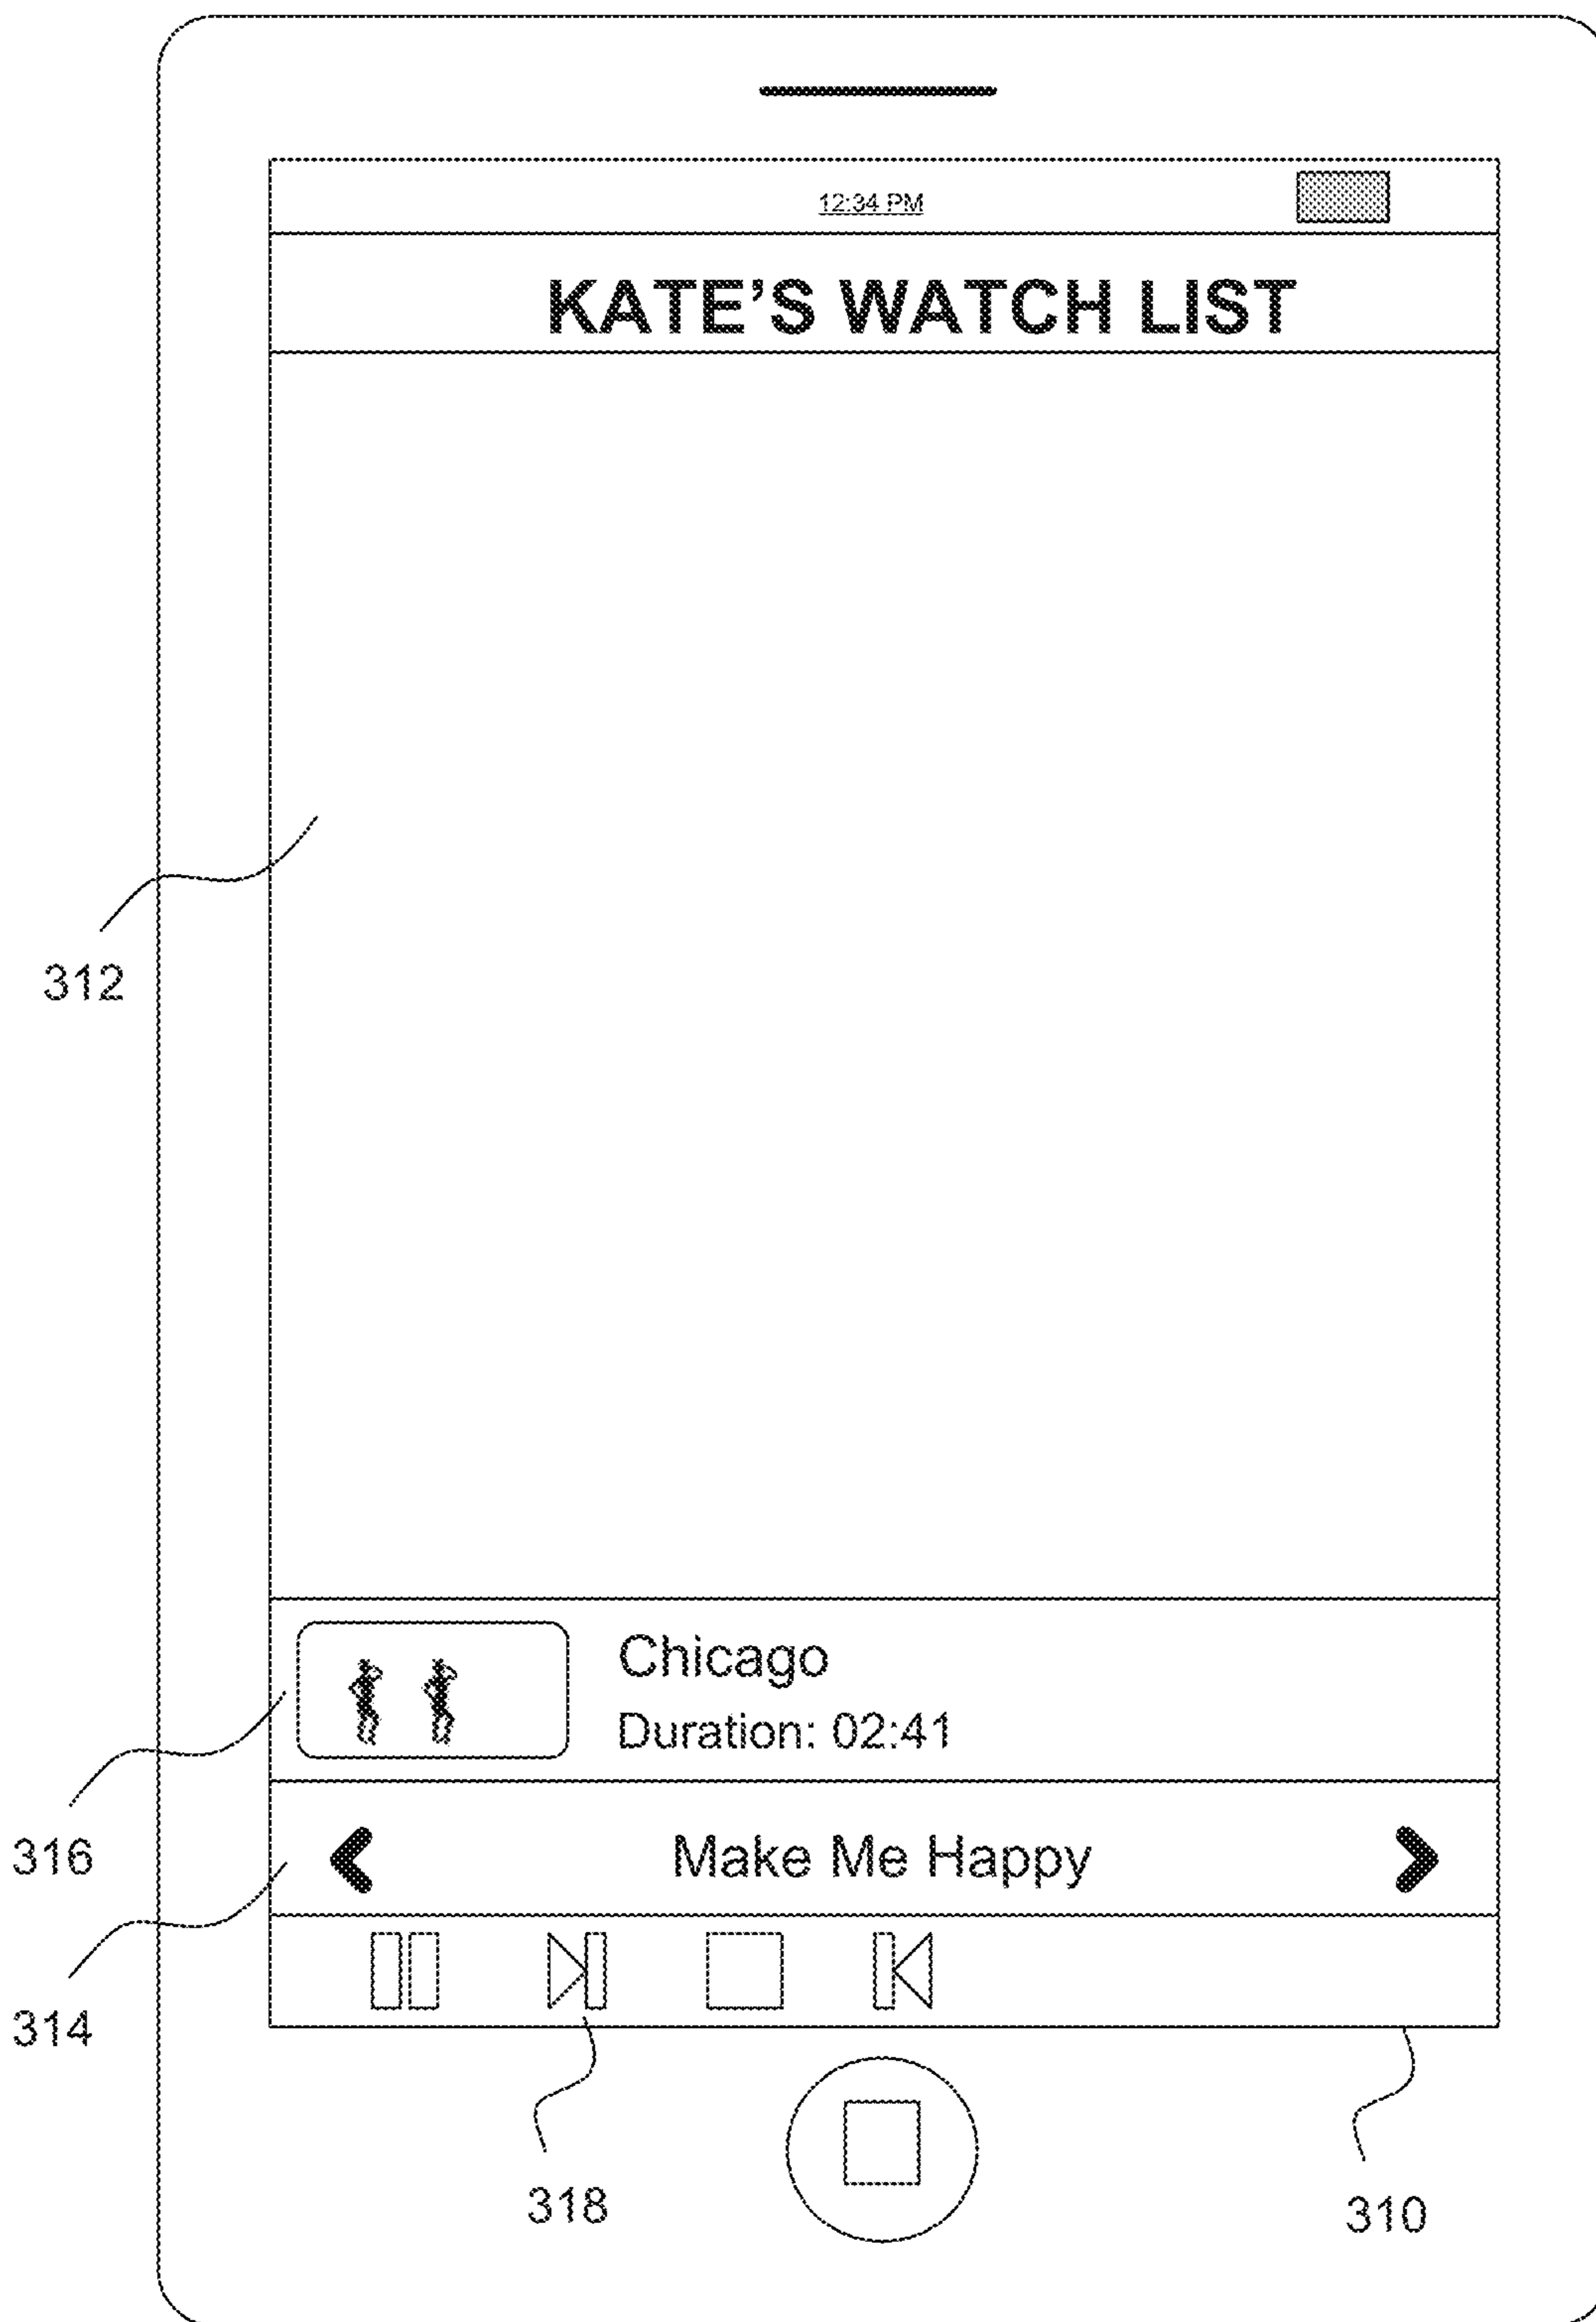 12:34 PM
KATE'S WATCH LIST
312
Chicago
Duration: 02:41
316
Make Me Happy
314
318
310